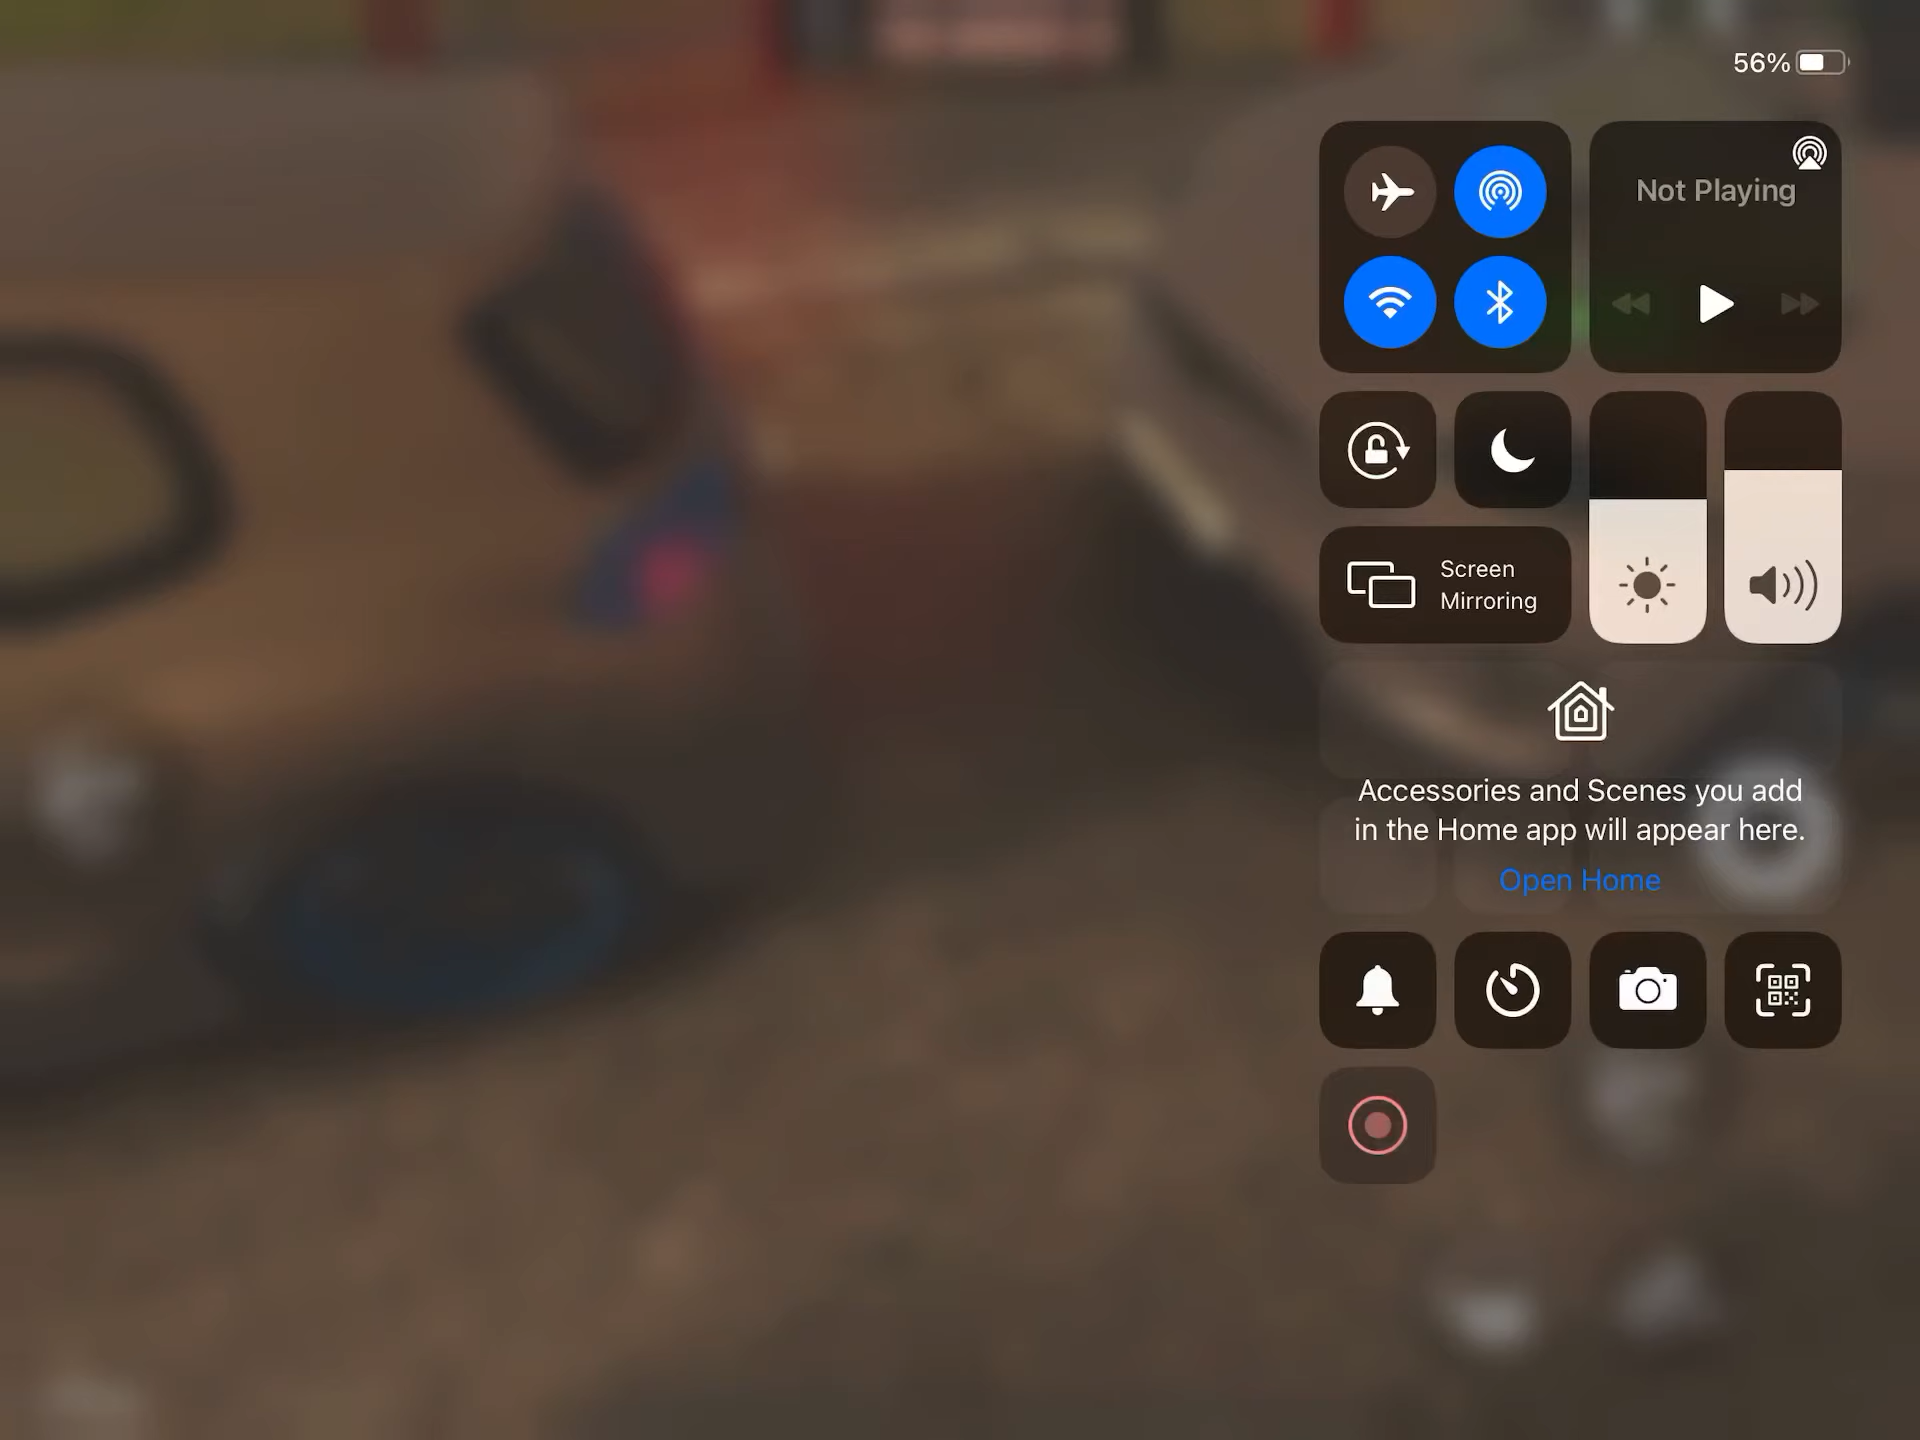 56%
Not Playing
Screen
Mirroring
Accessories and Scenes you add
in the Home app will appear here.
Open Home